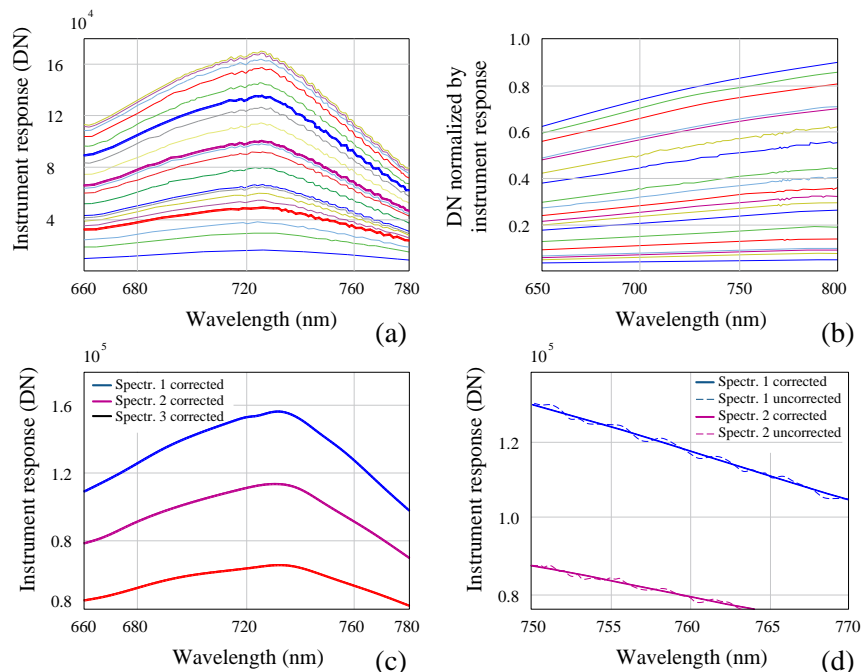 10^4
Instrument response (DN)
16
12
8
4
660
680
720
760
780
Wavelength (nm)
(a)
DN normalized by
instrument response
1.0
0.8
0.6
0.4
0.2
650
700
750
800
Wavelength (nm)
(b)
10^5
Instrument response (DN)
1.6
1.2
0.8
0.8
Spectr. 1 corrected
Spectr. 2 corrected
Spectr. 3 corrected
660
680
720
760
780
Wavelength (nm)
(c)
10^5
Instrument response (DN)
1.2
1.0
0.8
Spectr. 1 corrected
Spectr. 1 uncorrected
Spectr. 2 corrected
Spectr. 2 uncorrected
750
755
760
765
770
Wavelength (nm)
(d)